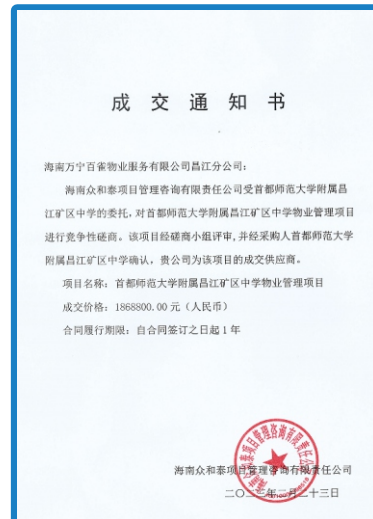 成交通知书
海南万宁百雀物业服务有限公司昌江分公司:
海南众和泰项目管理咨询有限责任公司受首都师范大学附属昌
江矿区中学的委托,对首都师范大学附属昌江矿区中学物业管理项目
进行竞争性磋商。该项目经磋商小组评审,并经采购人首都师范大学
附属昌江矿区中学确认,贵公司为该项目的成交供应商。
项目名称:首都师范大学附属昌江矿区中学物业管理项目
成交价格:1868800.00元(人民币)
合同履行期限:自合同签订之日起1年
海南众和泰项目管理咨询有限责任公司
二十三日